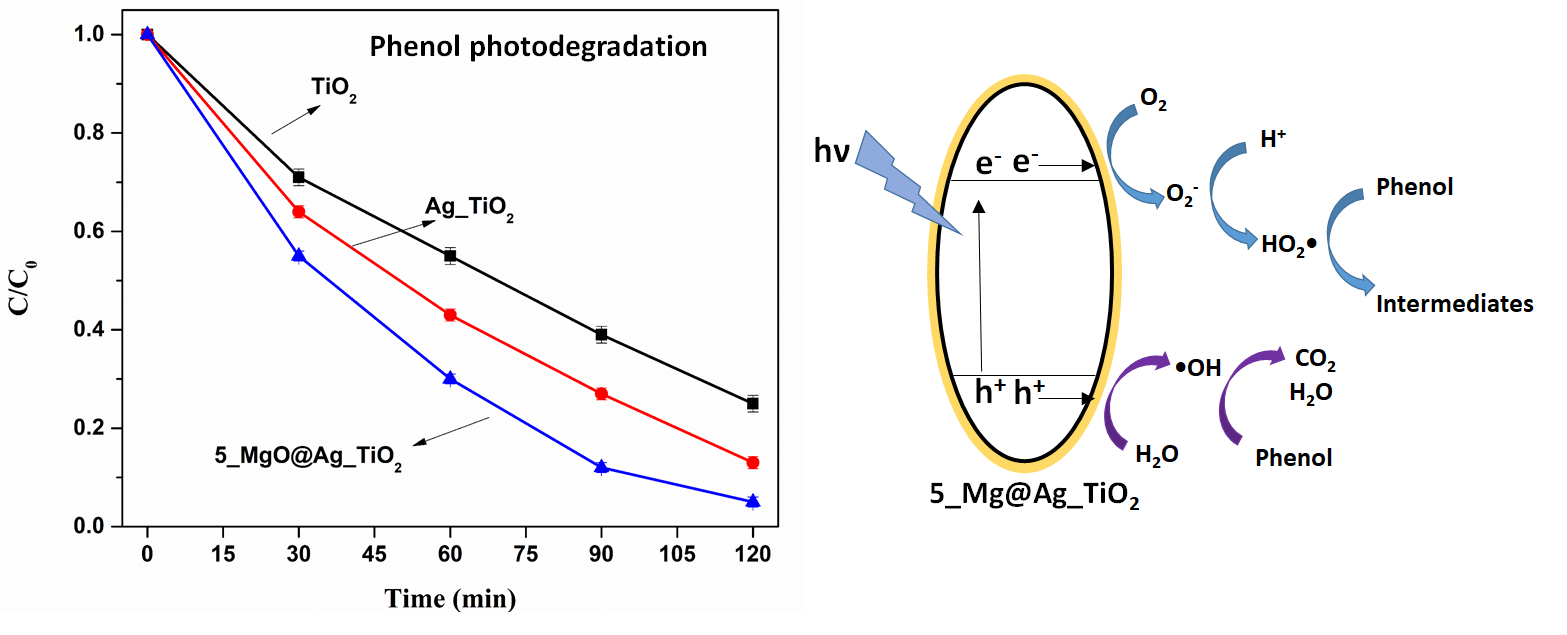 Phenol photodegradation
TiO₂
Ag_TiO₂
5_MgO@Ag_TiO₂
C/C₀
1.0
0.8
0.6
0.4
0.2
0.0
0 15 30 45 60 75 90 105 120
Time (min)
hν
e⁻ e⁻
h⁺ h⁺
O₂
O₂⁻
H⁺
HO₂•
Phenol
Intermediates
•OH
H₂O
CO₂
H₂O
Phenol
5_Mg@Ag_TiO₂